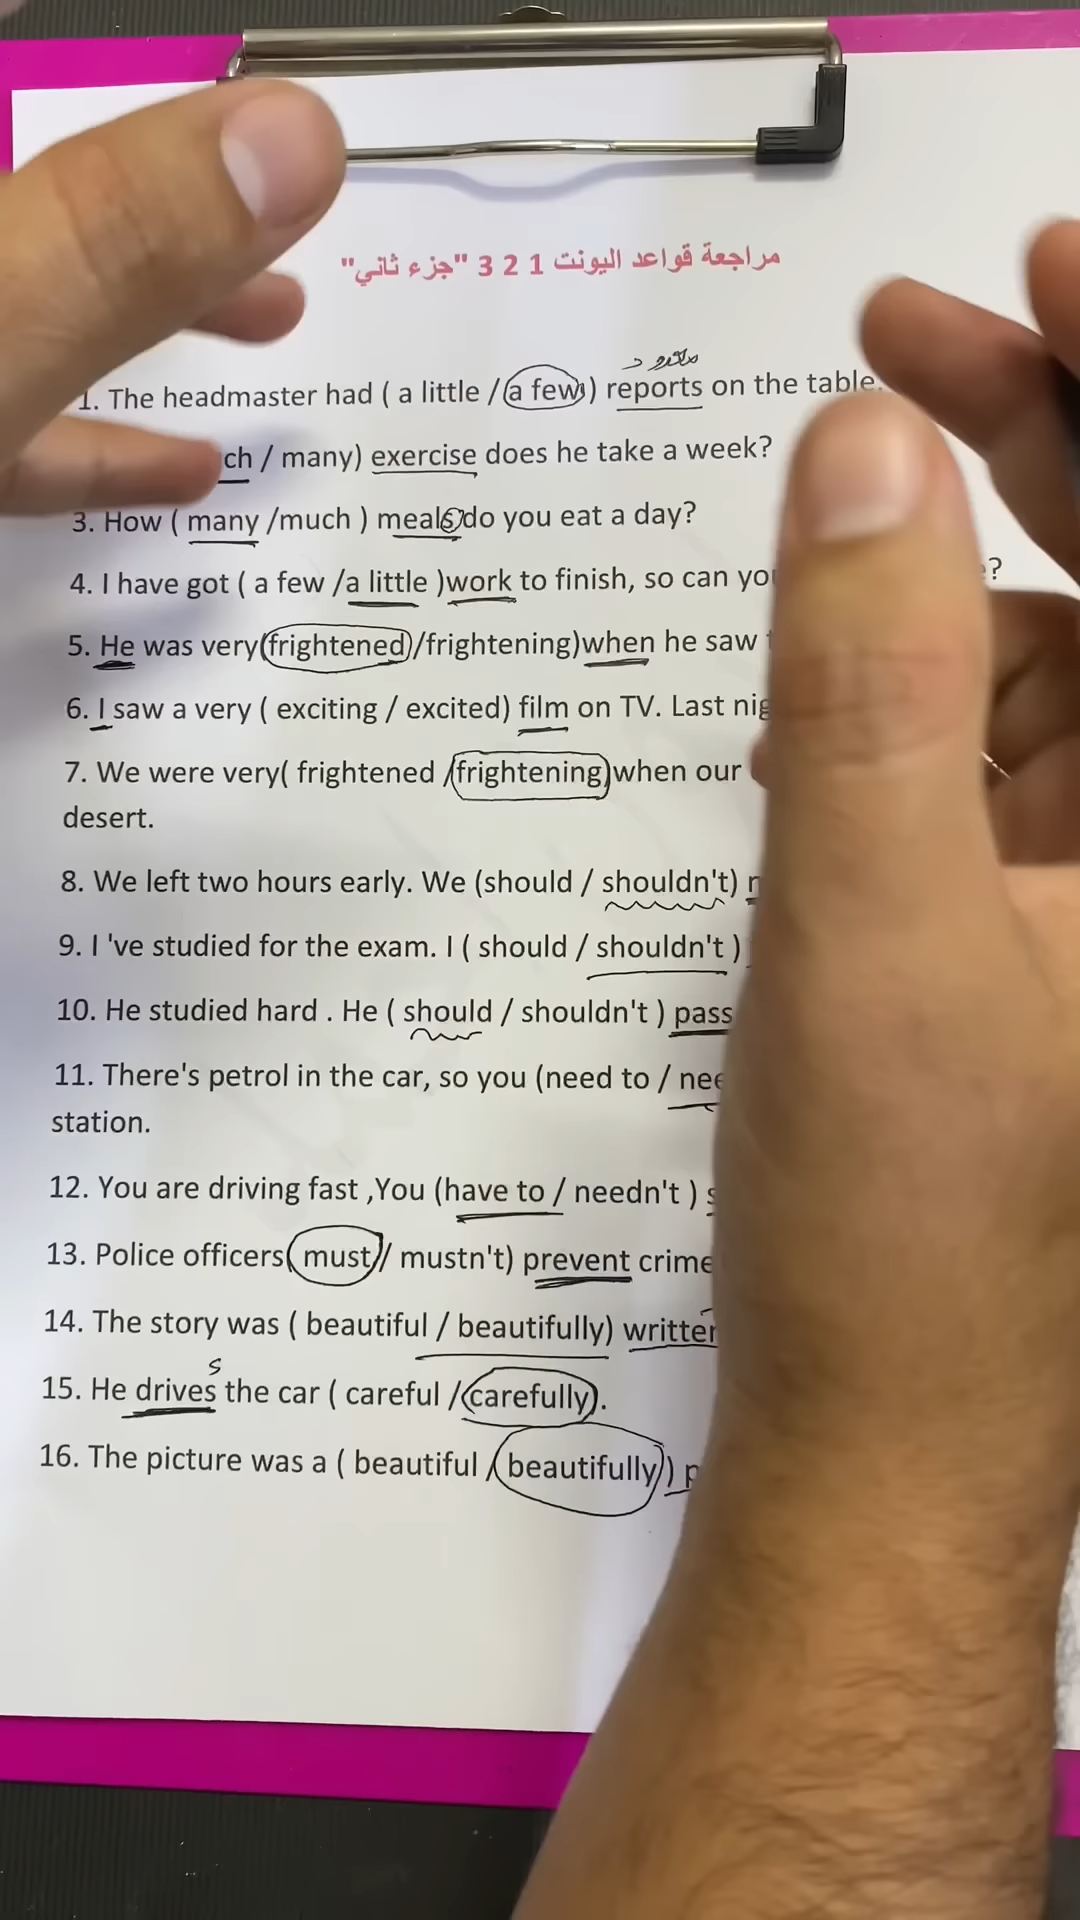 مراجعة قواعد اليونت 1 2 3 "جزء ثاني"
معدود
1. The headmaster had ( a little / a few ) reports on the table.
/ many) exercise does he take a week?
3. How ( many /much ) meals do you eat a day?
4. I have got ( a few /a little )work to finish, so can ?
5. He was very(frightened /frightening)when he saw
6. I saw a very ( exciting / excited) film on TV. Last
7. We were very( frightened /frightening)when our
desert.
8. We left two hours early. We (should / shouldn't)
9. I 've studied for the exam. I ( should / shouldn't )
10. He studied hard . He ( should / shouldn't ) pass
11. There's petrol in the car, so you (need to /
station.
12. You are driving fast ,You (have to / needn't )
13. Police officers( must / mustn't) prevent crime
14. The story was ( beautiful / beautifully) written
s
15. He drives the car ( careful /carefully).
16. The picture was a ( beautiful / beautifully )